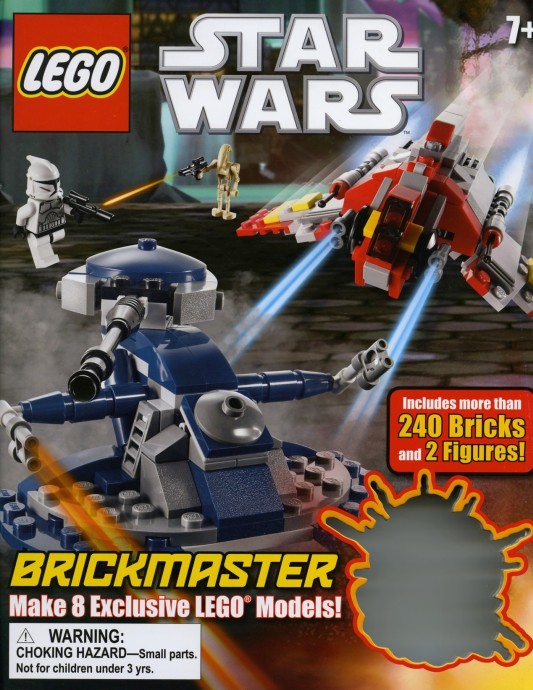 LEGO
STAR
WARS
™
7+
Includes more than
240 Bricks
and 2 Figures!
BRICKMASTER
Make 8 Exclusive LEGO® Models!
WARNING:
CHOKING HAZARD—Small parts.
Not for children under 3 yrs.